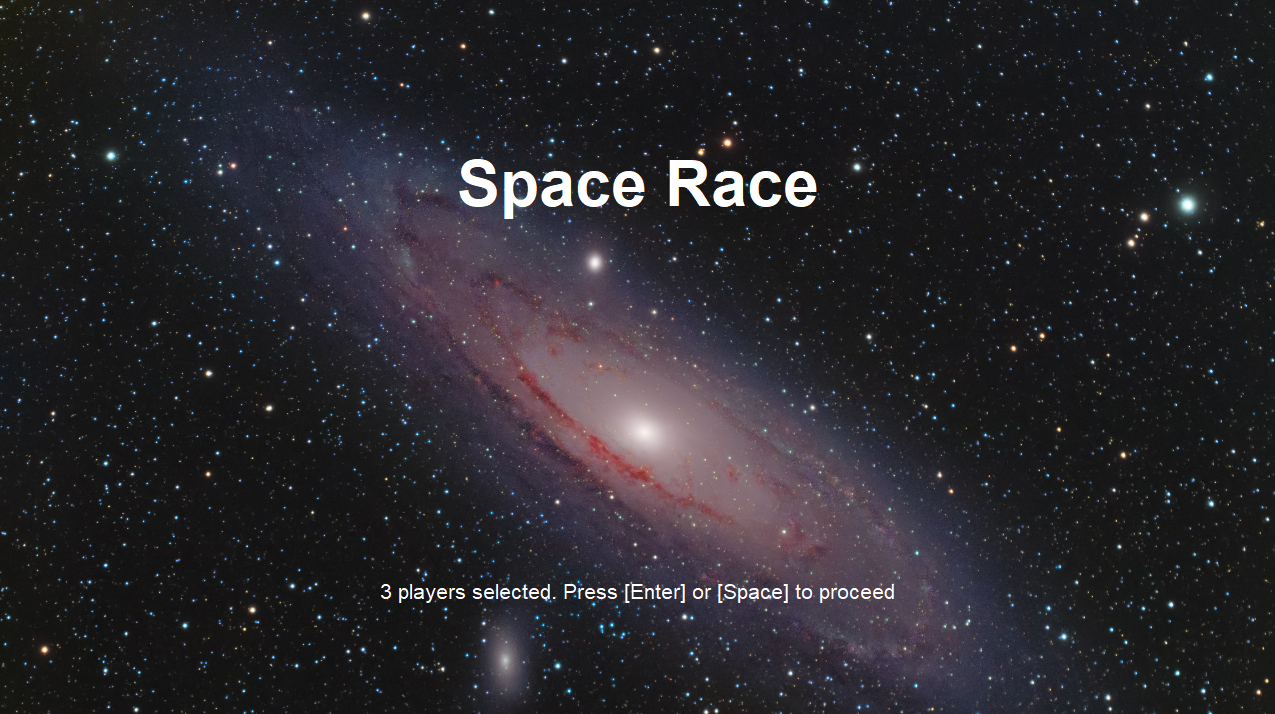 Space Race
3 players selected. Press [Enter] or [Space] to proceed